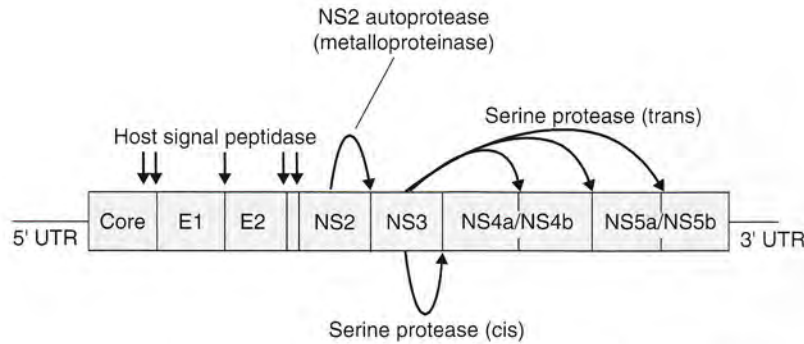 NS2 autoprotease
(metalloproteinase)
Serine protease (trans)
Host signal peptidase
Core E1 E2 NS2 NS3 NS4a/NS4b NS5a/NS5b
5' UTR 3' UTR
Serine protease (cis)